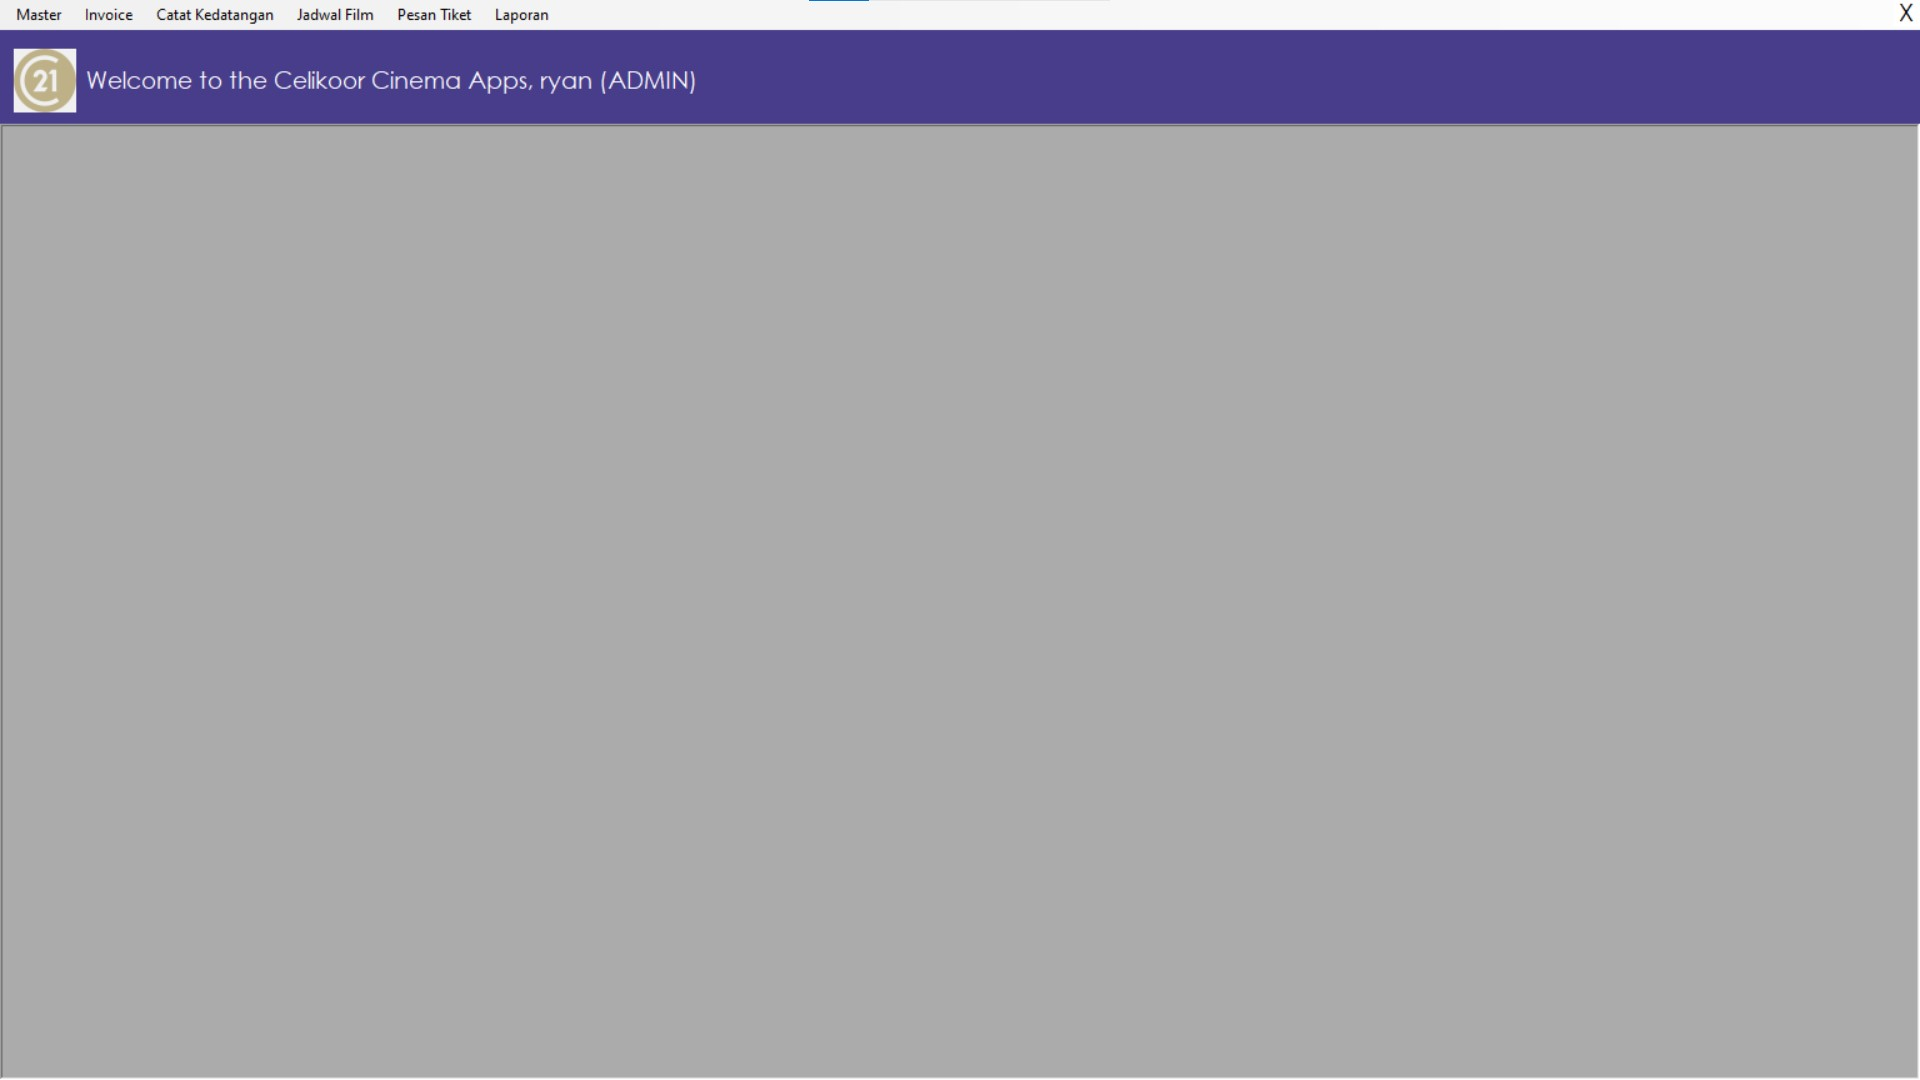 Master Invoice Catat Kedatangan Jadwal Film Pesan Tiket Laporan X
21 Welcome to the Celikoor Cinema Apps, ryan (ADMIN)